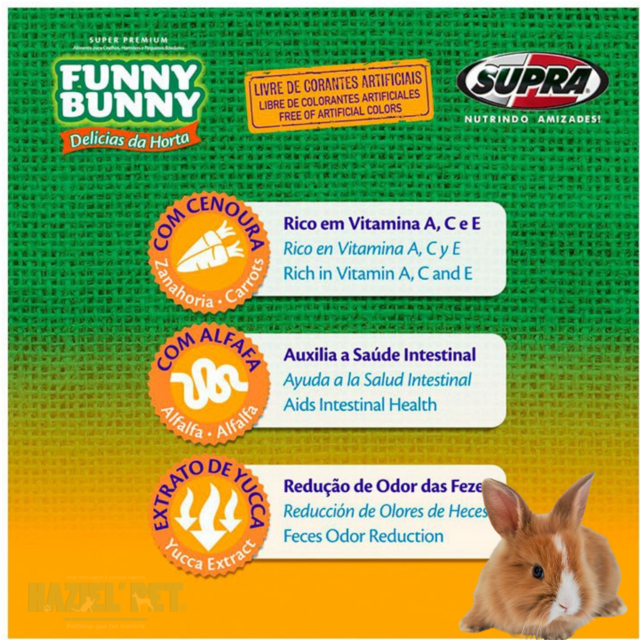 SUPER PREMIUM
Alimento para Coelhos, Hamsters e Pequenos Roedores
FUNNY
BUNNY
Delícias da Horta
LIVRE DE CORANTES ARTIFICIAIS
LIBRE DE COLORANTES ARTIFICIALES
FREE OF ARTIFICIAL COLORS
SUPRA
NUTRINDO AMIZADES!
COM CENOURA
Zanahoria • Carrots
Rico em Vitamina A, C e E
Rico en Vitamina A, C y E
Rich in Vitamin A, C and E
COM ALFAFA
Alfalfa • Alfalfa
Auxilia a Saúde Intestinal
Ayuda a la Salud Intestinal
Aids Intestinal Health
EXTRATO DE YUCCA
Yucca Extract
Redução de Odor das Feze
Reducción de Olores de Heces
Feces Odor Reduction
HAZIEL PET